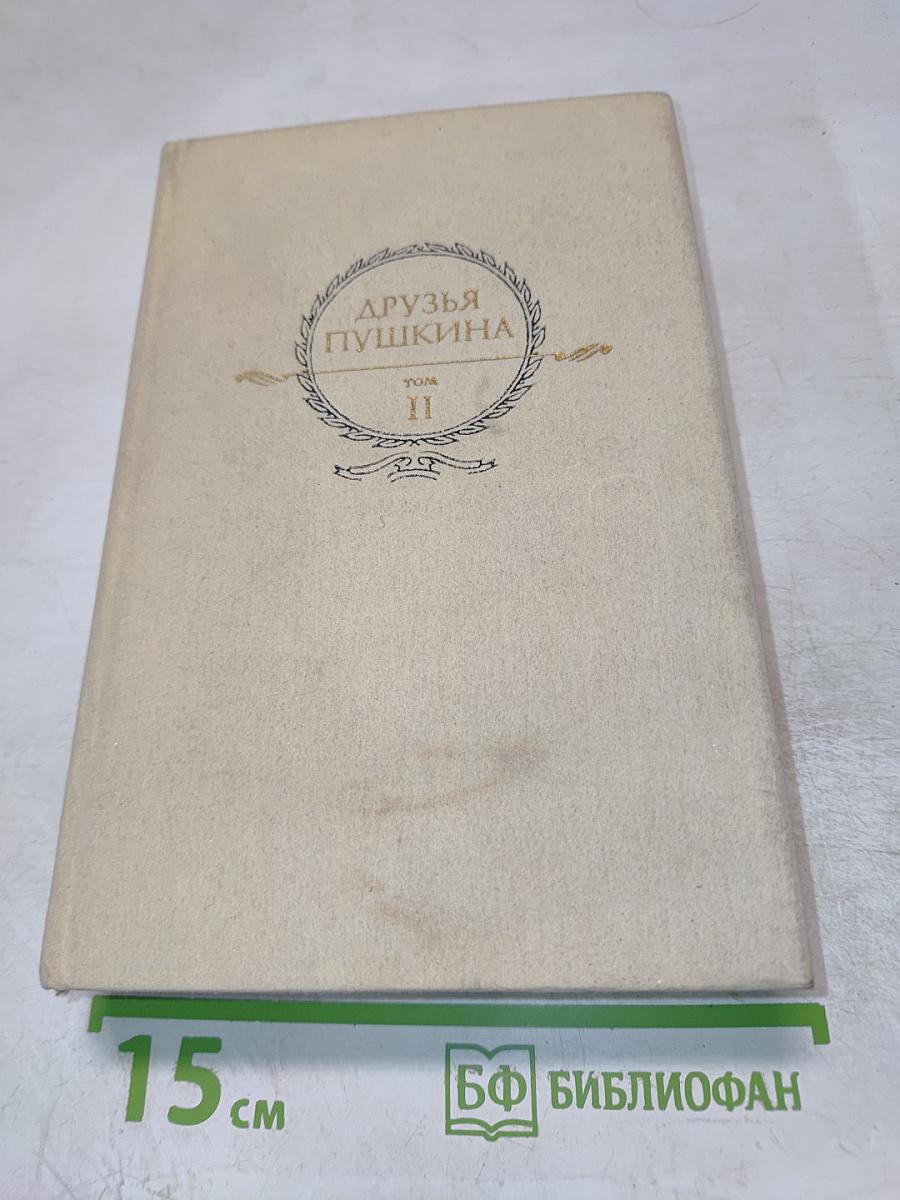 ДРУЗЬЯ
ПУШКИНА
ТОМ
II
15 см
БФ БИБЛИОФАН